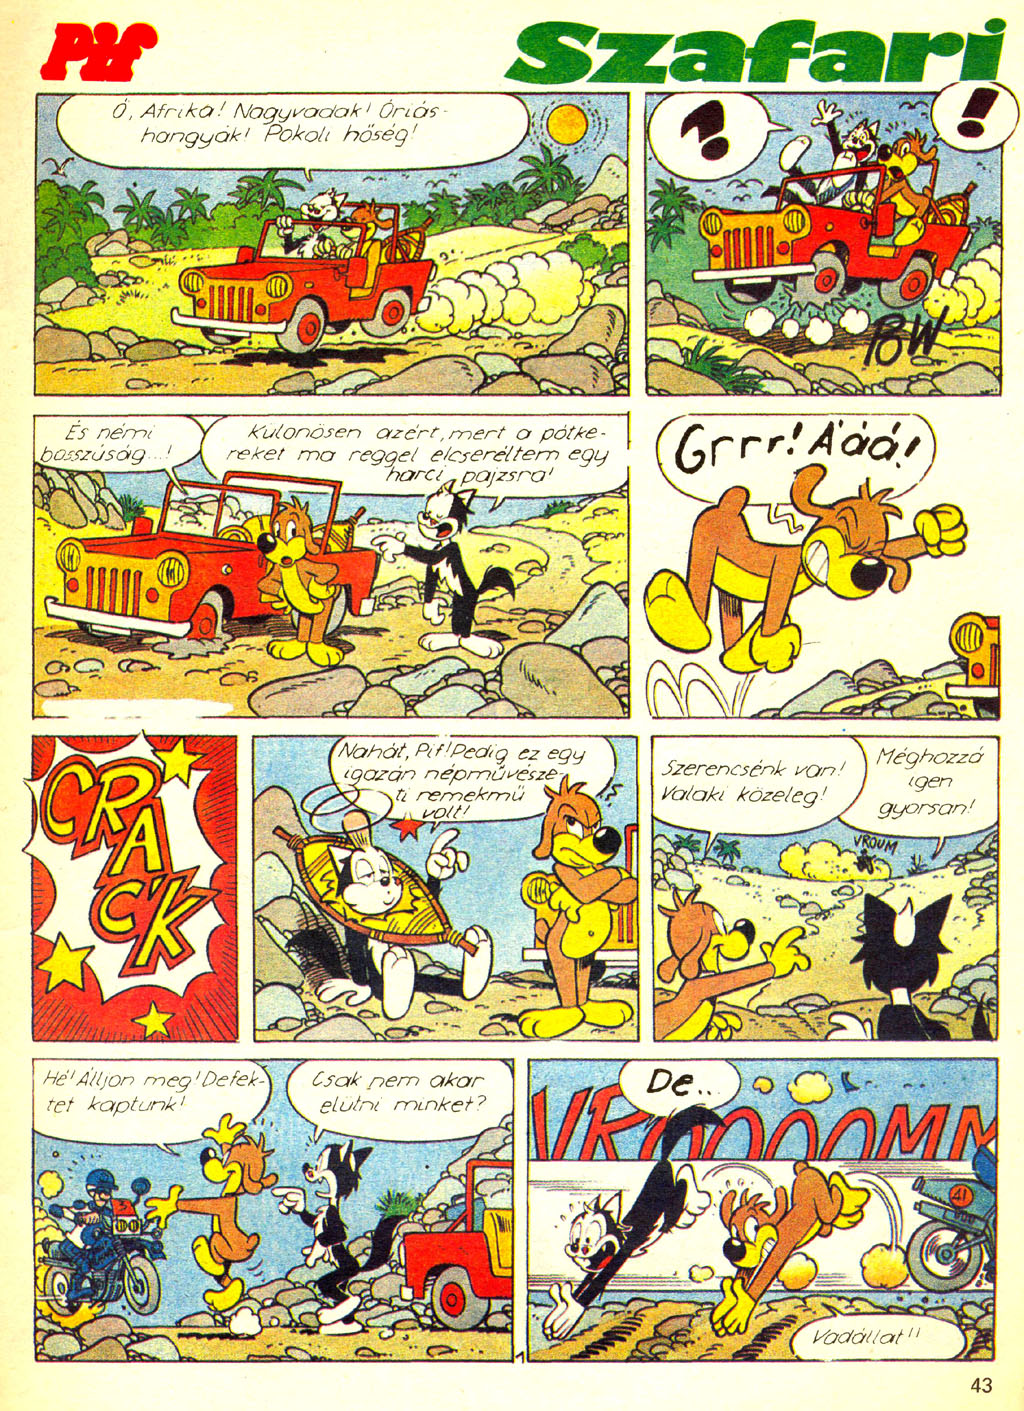 Pif
Szafari
Ó, Afrika! Nagyvadak! Óriás-
hangyák! Pokoli hőség!
?
!
POW
És némi
bosszúság...!
Különösen azért, mert a pótke-
reket ma reggel elcseréltem egy
harci pajzsra!
Grrr! Ááá!
CRACK
Nahát, Pif! Pedig ez egy
igazán népművésze-
ti remekmű
volt!
Szerencsénk van!
Valaki közeleg!
Méghozzá
igen
gyorsan!
VROUM
Hé! Álljon meg! Defek-
tet kaptunk!
Csak nem akar
elütni minket?
De...
VROOOOMM
41
Vadállat!!
1
43